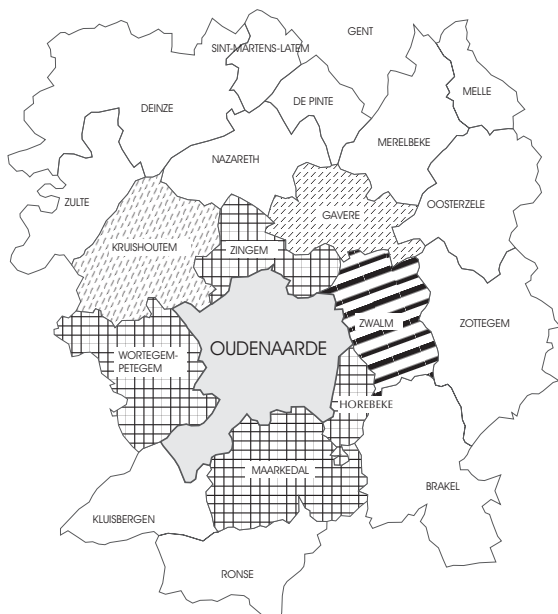 GENT
SINT-MARTENS-LATEM
MELLE
DE PINTE
DEINZE
MERELBEKE
NAZARETH
ZULTE
OOSTERZELE
GAVERE
KRUISHOUTEM
ZINGEM
ZWALM
ZOTTEGEM
OUDENAARDE
WORTEGEM-
PETEGEM
HOREBEKE
MAARKEDAL
BRAKEL
KLUISBERGEN
RONSE